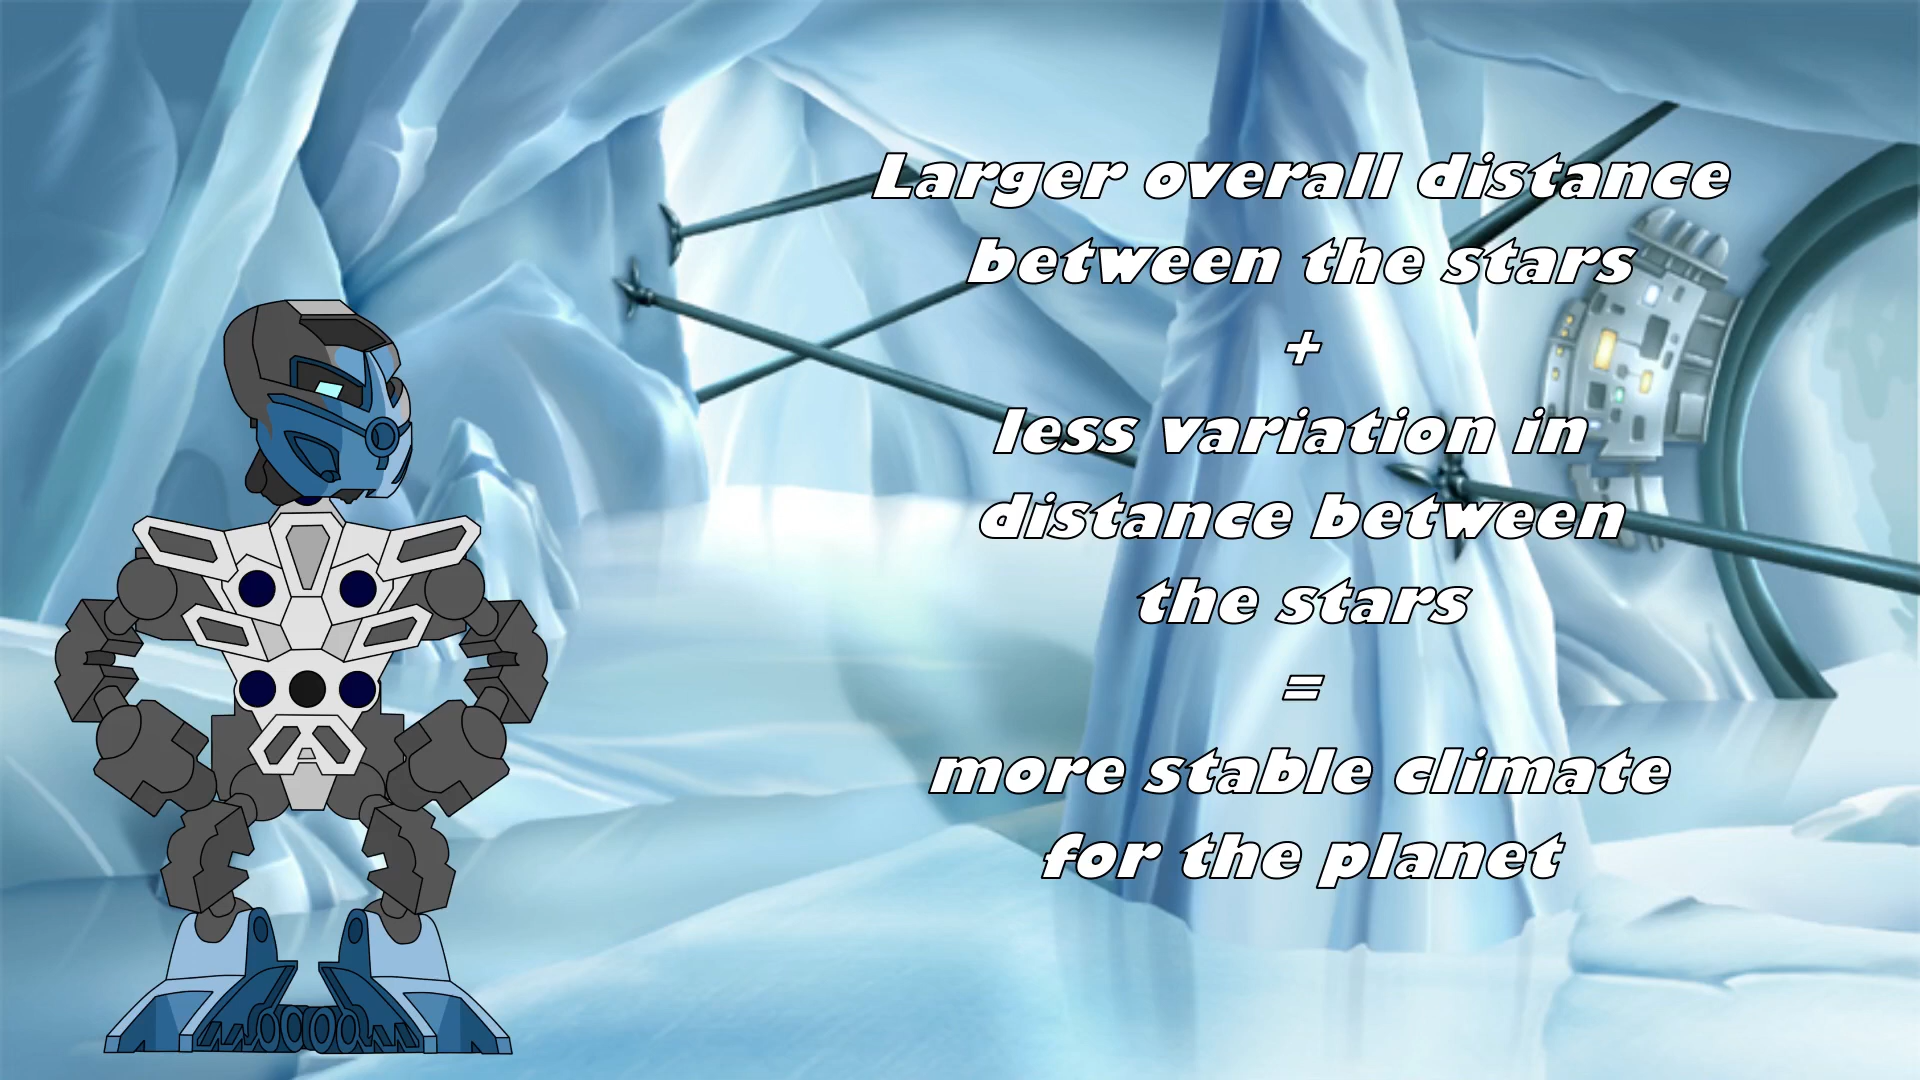 Larger overall distance
between the stars
+
less variation in
distance between
the stars
=
more stable climate
for the planet